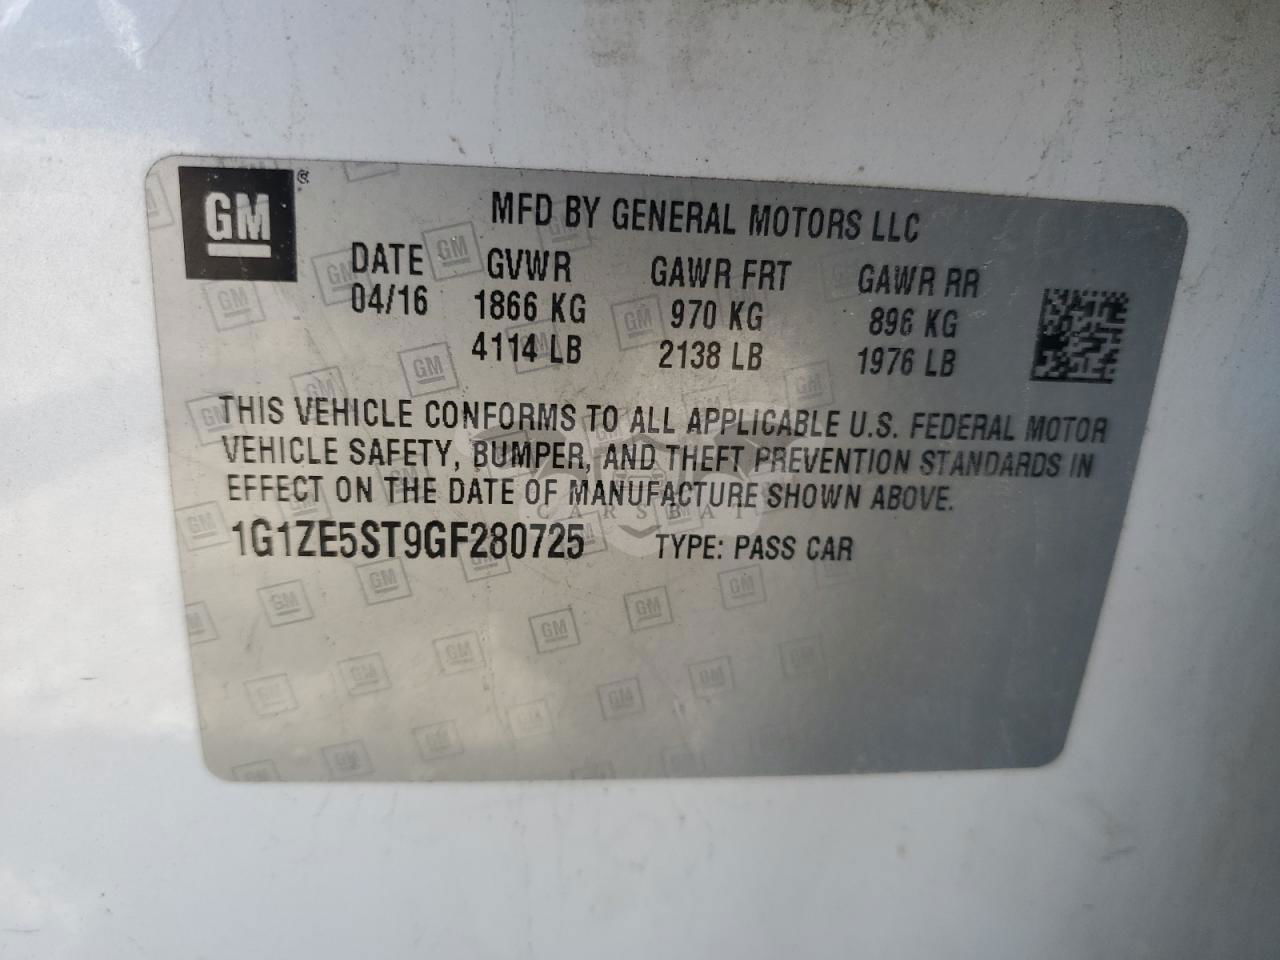 GM
MFD BY GENERAL MOTORS LLC
DATE GVWR GAWR FRT GAWR RR
04/16 1866 KG 970 KG 896 KG
4114 LB 2138 LB 1976 LB
THIS VEHICLE CONFORMS TO ALL APPLICABLE U.S. FEDERAL MOTOR
VEHICLE SAFETY, BUMPER, AND THEFT PREVENTION STANDARDS IN
EFFECT ON THE DATE OF MANUFACTURE SHOWN ABOVE.
1G1ZE5ST9GF280725 TYPE: PASS CAR